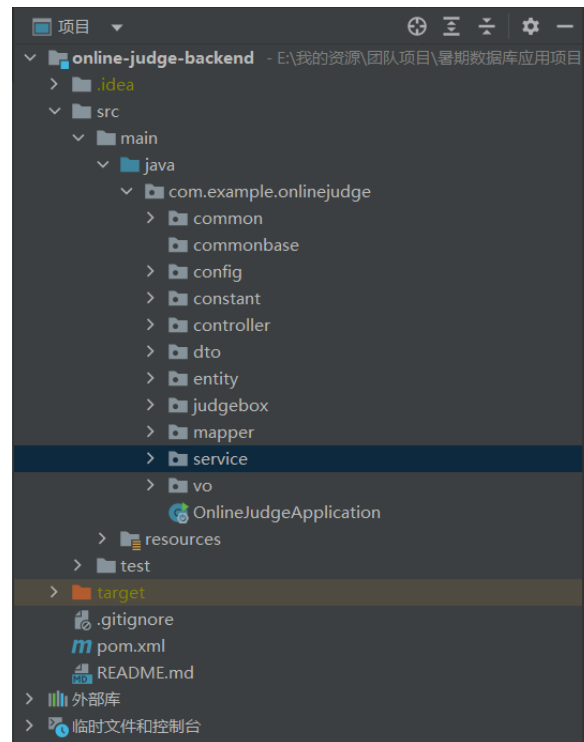 项目
online-judge-backend - E:\我的资源\团队项目\暑期数据库应用项目
.idea
src
main
java
com.example.onlinejudge
common
commonbase
config
constant
controller
dto
entity
judgebox
mapper
service
vo
OnlineJudgeApplication
resources
test
target
.gitignore
pom.xml
README.md
外部库
临时文件和控制台